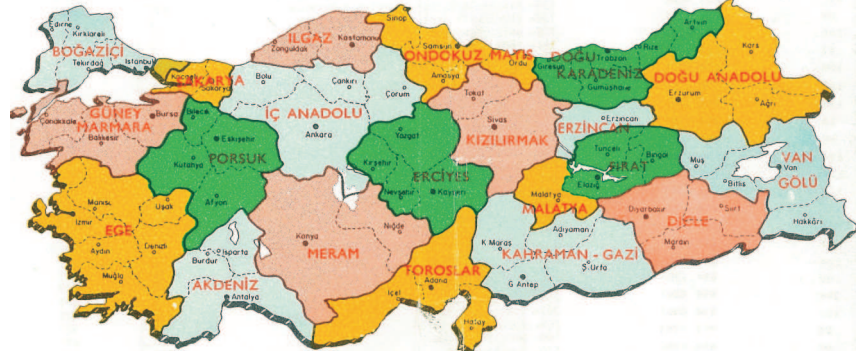 Edirne
Kırklareli
BOĞAZİÇİ
Tekirdağ
İstanbul
Kocaeli
SAKARYA
Sakarya
ILGAZ
Zonguldak
Kastamonu
Sinop
Samsun
ONDOKUZ MAYIS
Amasya
Ordu
DOĞU
KARADENİZ
Giresun
Trabzon
Rize
Gümüşhane
Artvin
Kars
DOĞU ANADOLU
Erzurum
Ağrı
Çanakkale
GÜNEY
MARMARA
Bursa
Balıkesir
Bilecik
Eskişehir
PORSUK
Kütahya
Afyon
Bolu
Çankırı
Çorum
İÇ ANADOLU
Ankara
Yozgat
Kırşehir
ERCİYES
Nevşehir
Kayseri
Tokat
Sivas
KIZILIRMAK
Erzincan
ERZİNCAN
Tunceli
Bingöl
FIRAT
Elazığ
Muş
Bitlis
VAN
Van
GÖLÜ
Hakkâri
Manisa
İzmir
Uşak
EGE
Aydın
Denizli
Muğla
Burdur
Isparta
AKDENİZ
Antalya
Konya
Niğde
MERAM
TOROSLAR
İçel
Adana
Hatay
Malatya
MALATYA
K.Maraş
Adıyaman
KAHRAMAN - GAZİ
G.Antep
Ş.Urfa
Diyarbakır
Siirt
DİCLE
Mardin